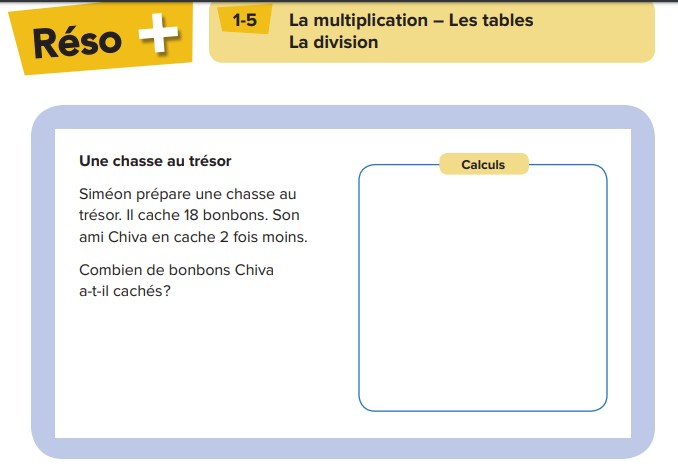 Réso +
1-5
La multiplication – Les tables
La division
Une chasse au trésor
Siméon prépare une chasse au
trésor. Il cache 18 bonbons. Son
ami Chiva en cache 2 fois moins.
Combien de bonbons Chiva
a-t-il cachés?
Calculs